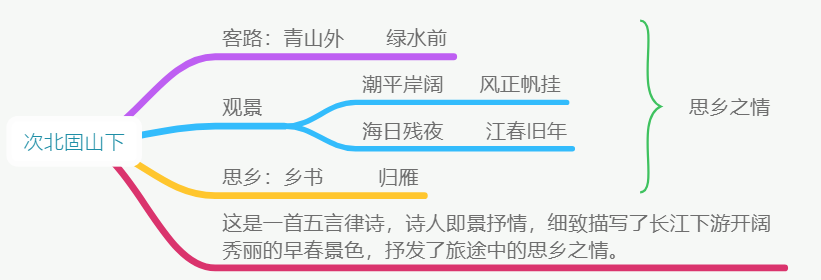 客路：青山外 绿水前
潮平岸阔 风正帆挂
观景
思乡之情
海日残夜 江春旧年
次北固山下
思乡：乡书 归雁
这是一首五言律诗，诗人即景抒情，细致描写了长江下游开阔
秀丽的早春景色，抒发了旅途中的思乡之情。